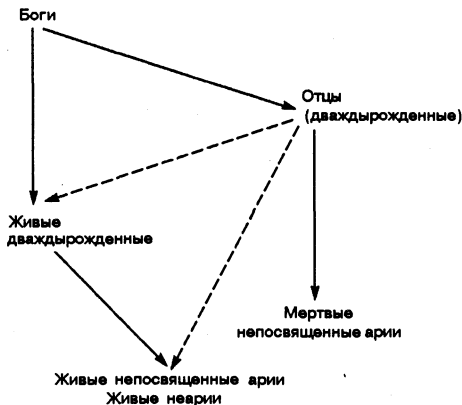 Боги
Отцы
(дваждырожденные)
Живые
дваждырожденные
Мертвые
непосвященные арии
Живые непосвященные арии
Живые неарии